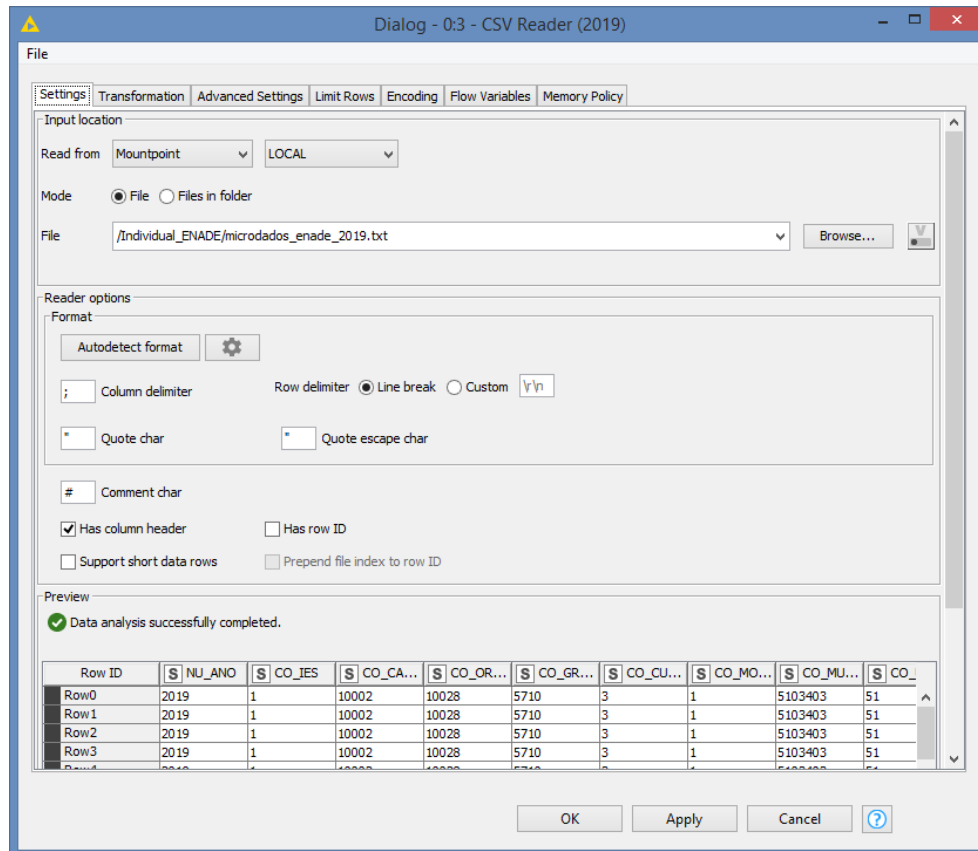 Dialog - 0:3 - CSV Reader (2019)
File
Settings Transformation Advanced Settings Limit Rows Encoding Flow Variables Memory Policy
Input location
Read from Mountpoint LOCAL
Mode File Files in folder
File /Individual_ENADE/microdados_enade_2019.txt Browse... V
Reader options
Format
Autodetect format
; Column delimiter Row delimiter Line break Custom \r\n
" Quote char " Quote escape char
# Comment char
Has column header Has row ID
Support short data rows Prepend file index to row ID
Preview
Data analysis successfully completed.
Row ID S NU_ANO S CO_IES S CO_CA... S CO_OR... S CO_GR... S CO_CU... S CO_MO... S CO_MU... S CO_
Row0 2019 1 10002 10028 5710 3 1 5103403 51
Row1 2019 1 10002 10028 5710 3 1 5103403 51
Row2 2019 1 10002 10028 5710 3 1 5103403 51
Row3 2019 1 10002 10028 5710 3 1 5103403 51
OK Apply Cancel ?